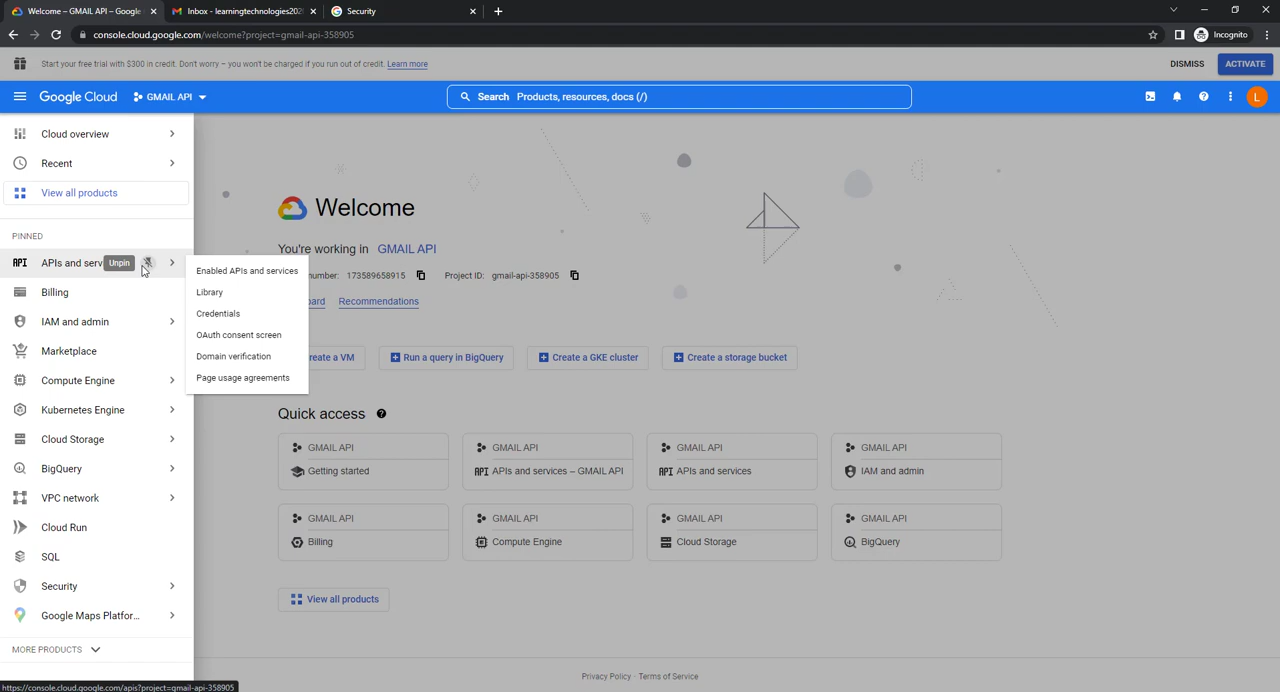 Welcome – GMAIL API – Google
Inbox - learningtechnologies202
Security
console.cloud.google.com/welcome?project=gmail-api-358905
Incognito
Start your free trial with $300 in credit. Don't worry – you won't be charged if you run out of credit. Learn more
DISMISS
ACTIVATE
Google Cloud
GMAIL API
Search Products, resources, docs (/)
L
Cloud overview
Recent
View all products
PINNED
API APIs and serv
Unpin
Billing
IAM and admin
Marketplace
Compute Engine
Kubernetes Engine
Cloud Storage
BigQuery
VPC network
Cloud Run
SQL
Security
Google Maps Platfor...
MORE PRODUCTS
Enabled APIs and services
Library
Credentials
OAuth consent screen
Domain verification
Page usage agreements
Welcome
You're working in GMAIL API
number: 173589658915 Project ID: gmail-api-358905
oard Recommendations
reate a VM
Run a query in BigQuery
Create a GKE cluster
Create a storage bucket
Quick access
GMAIL API
Getting started
GMAIL API
API APIs and services – GMAIL API
GMAIL API
API APIs and services
GMAIL API
IAM and admin
GMAIL API
Billing
GMAIL API
Compute Engine
GMAIL API
Cloud Storage
GMAIL API
BigQuery
View all products
Privacy Policy · Terms of Service
https://console.cloud.google.com/apis?project=gmail-api-358905